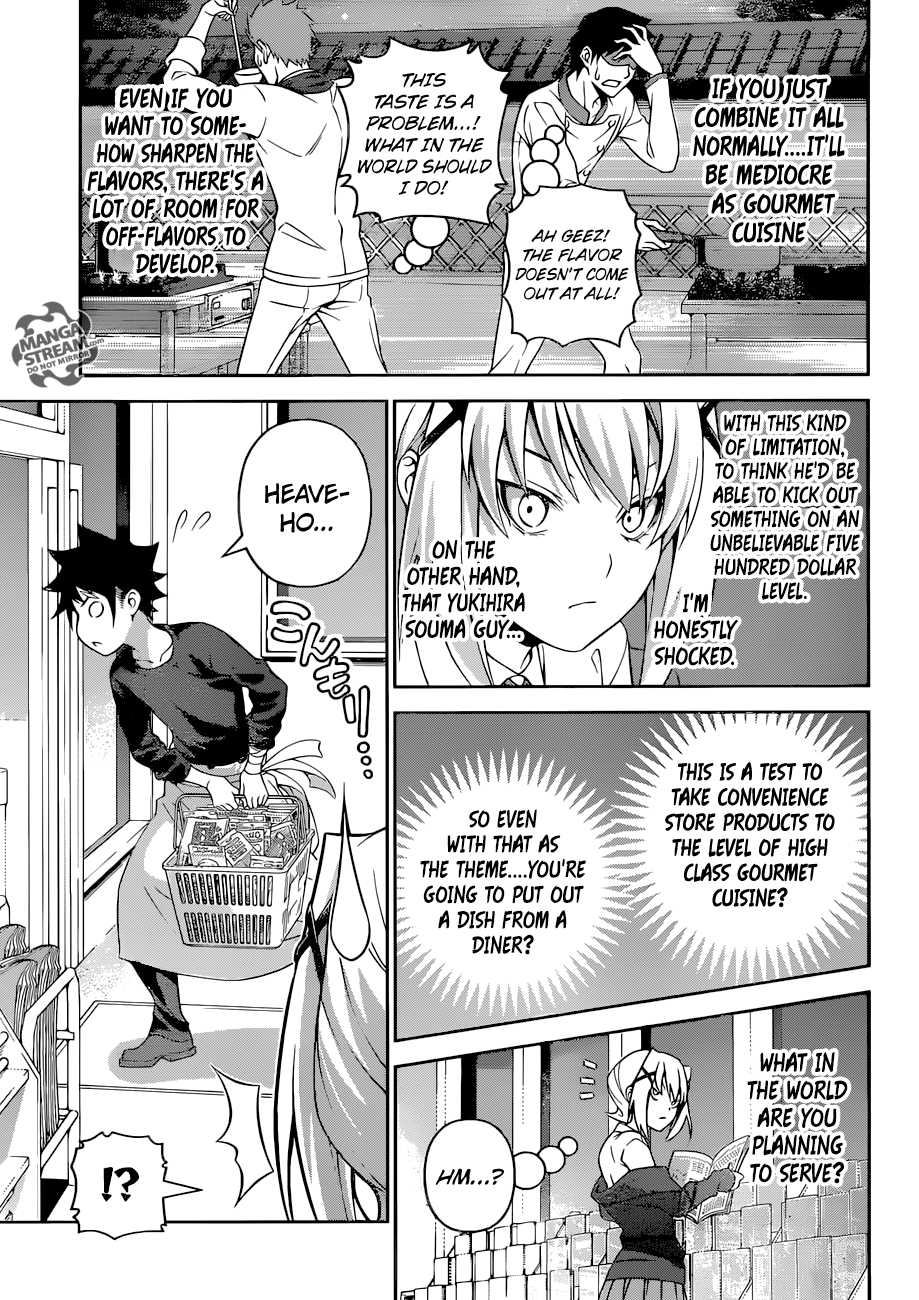 IF YOU JUST
COMBINE IT ALL
NORMALLY....IT'LL
BE MEDIOCRE
AS GOURMET
CUISINE
AH GEEZ!
THE FLAVOR
DOESN'T COME
OUT AT ALL!
THIS
TASTE IS A
PROBLEM...!
WHAT IN THE
WORLD SHOULD
I DO!
EVEN IF YOU
WANT TO SOME-
HOW SHARPEN THE
FLAVORS, THERE'S A
LOT OF ROOM FOR
OFF-FLAVORS TO
DEVELOP.
MANGA
STREAM.com
DO NOT MIRROR
WITH THIS KIND
OF LIMITATION,
TO THINK HE'D BE
ABLE TO KICK OUT
SOMETHING ON AN
UNBELIEVABLE FIVE
HUNDRED DOLLAR
LEVEL.
I'M
HONESTLY
SHOCKED.
ON THE
OTHER HAND,
THAT YUKIHIRA
SOUMA GUY...
THIS IS A TEST TO
TAKE CONVENIENCE
STORE PRODUCTS TO
THE LEVEL OF HIGH
CLASS GOURMET
CUISINE?
SO EVEN
WITH THAT AS
THE THEME....YOU'RE
GOING TO PUT OUT
A DISH FROM A
DINER?
WHAT IN
THE WORLD
ARE YOU
PLANNING
TO SERVE?
HM...?
HEAVE-
HO...
こんもり…
!?